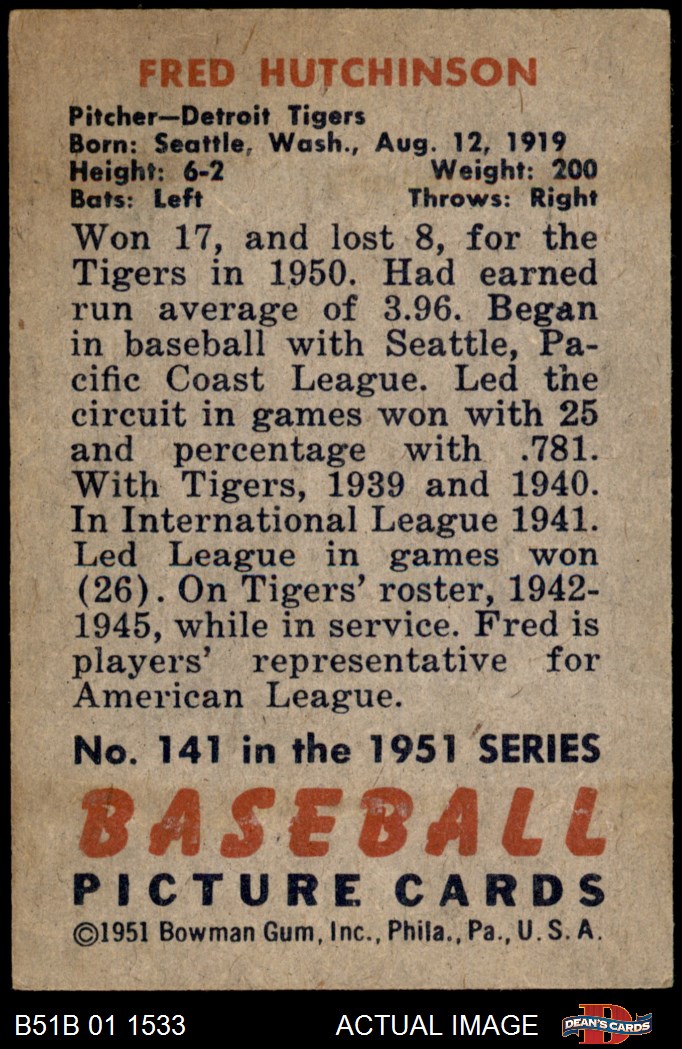 FRED HUTCHINSON
Pitcher—Detroit Tigers
Born: Seattle, Wash., Aug. 12, 1919
Height: 6-2 Weight: 200
Bats: Left Throws: Right
Won 17, and lost 8, for the
Tigers in 1950. Had earned
run average of 3.96. Began
in baseball with Seattle, Pa-
cific Coast League. Led the
circuit in games won with 25
and percentage with .781.
With Tigers, 1939 and 1940.
In International League 1941.
Led League in games won
(26). On Tigers' roster, 1942-
1945, while in service. Fred is
players' representative for
American League.
No. 141 in the 1951 SERIES
BASEBALL
PICTURE CARDS
©1951 Bowman Gum, Inc., Phila., Pa., U. S. A.
B51B 01 1533 ACTUAL IMAGE D DEAN'S CARDS